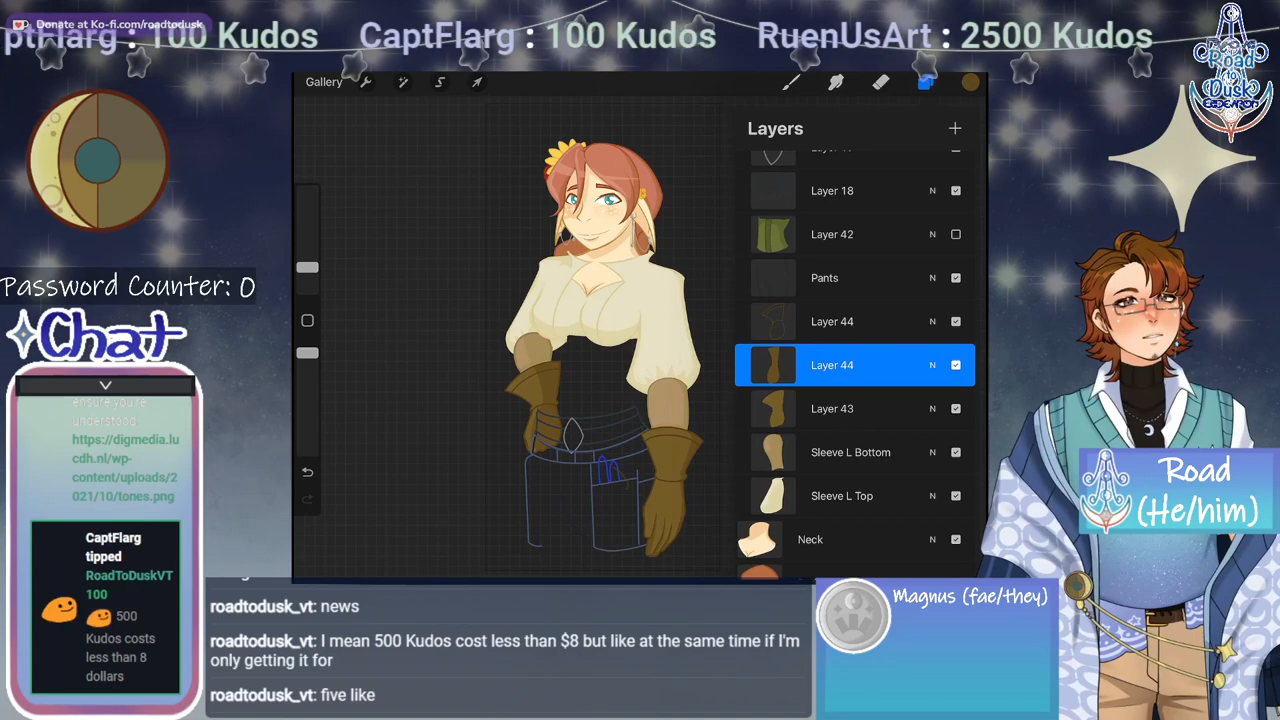 Donate at Ko-fi.com/roadtodusk
ptFlarg : 100 Kudos CaptFlarg : 100 Kudos RuenUsArt : 2500 Kudos
Road
to
Dusk
Gallery
Layers
Layer 18 N
Layer 42 N
Pants N
Layer 44 N
Layer 44 N
Layer 43 N
Sleeve L Bottom N
Sleeve L Top N
Neck N
Password Counter: 0
Chat
ensure you're
understood
https://digmedia.lu
cdh.nl/wp-
content/uploads/2
021/10/tones.png
CaptFlarg
tipped
RoadToDuskVT
100
500
Kudos costs
less than 8
dollars
roadtodusk_vt: news
roadtodusk_vt: I mean 500 Kudos cost less than $8 but like at the same time if I'm
only getting it for
roadtodusk_vt: five like
Magnus (fae/they)
Road
(He/him)